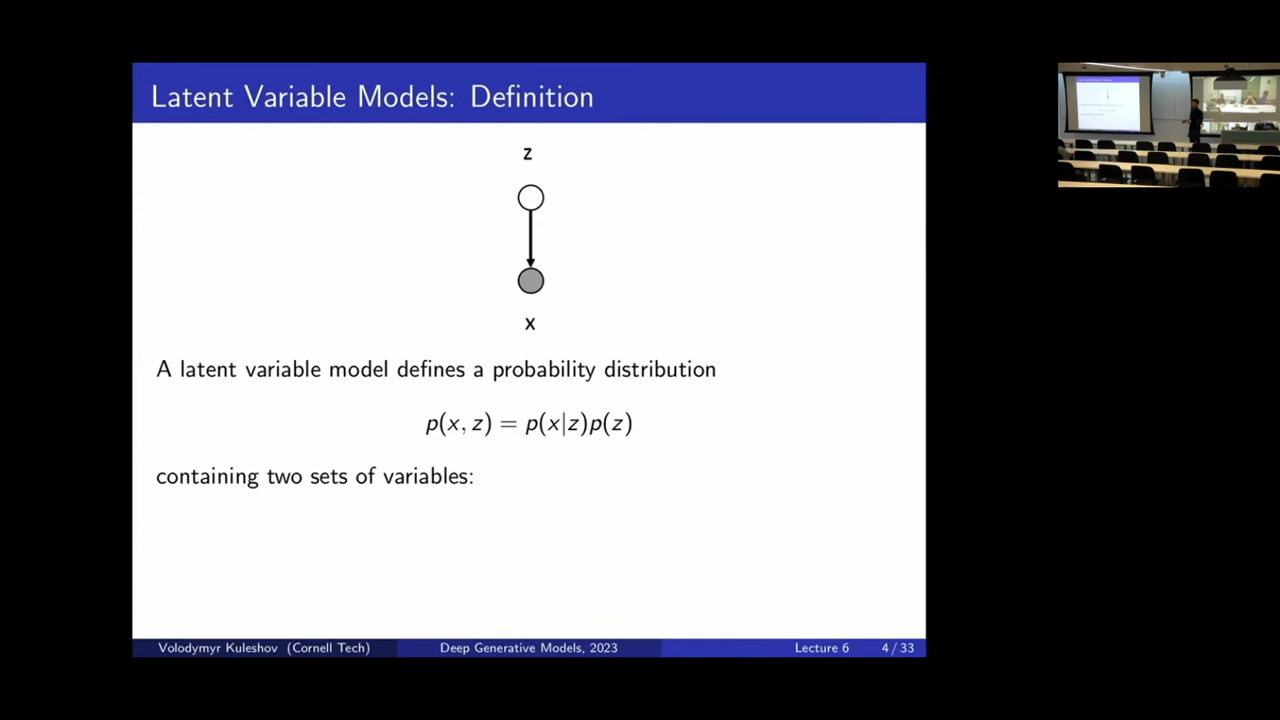 Latent Variable Models: Definition
z
x
A latent variable model defines a probability distribution
p(x, z) = p(x|z)p(z)
containing two sets of variables:
Volodymyr Kuleshov (Cornell Tech) Deep Generative Models, 2023 Lecture 6 4 / 33